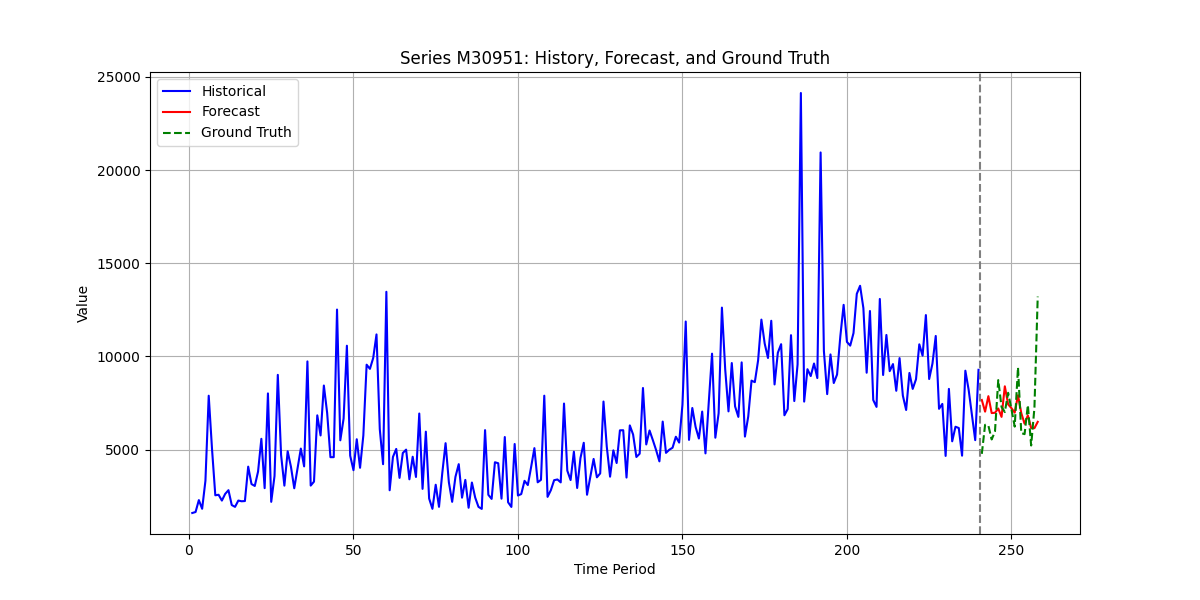 Series M30951: History, Forecast, and Ground Truth
Historical
Forecast
Ground Truth
25000
20000
15000
10000
5000
Value
0
50
100
150
200
250
Time Period